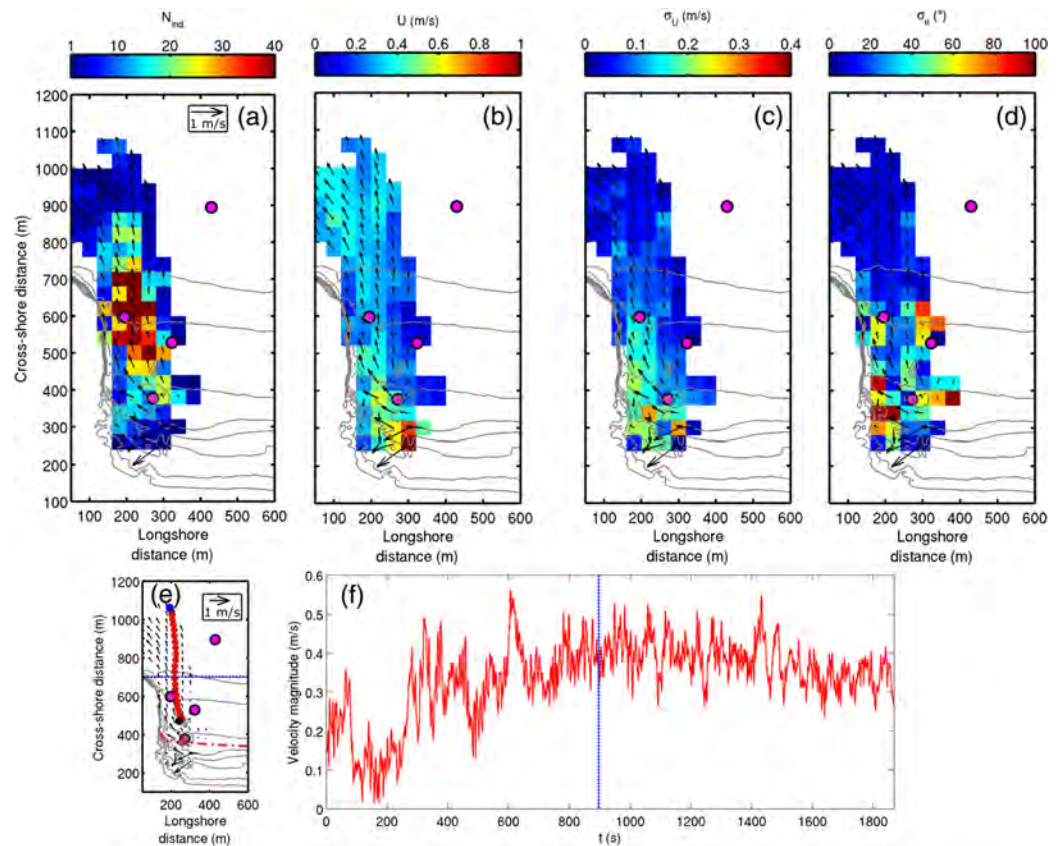 N_ind.
U (m/s)
σ_U (m/s)
σ_θ (°)
1 10 20 30 40
0 0.2 0.4 0.6 0.8 1
0 0.1 0.2 0.3 0.4
0 20 40 60 80 100
(a)
(b)
(c)
(d)
1 m/s
1200
1100
1000
900
800
700
600
500
400
300
200
100
Cross-shore distance (m)
100 200 300 400 500 600
100 200 300 400 500 600
100 200 300 400 500 600
100 200 300 400 500 600
Longshore
distance (m)
Longshore
distance (m)
Longshore
distance (m)
Longshore
distance (m)
(e)
1 m/s
1200
1000
800
600
400
200
Cross-shore distance (m)
200 400 600
Longshore
distance (m)
(f)
0.6
0.5
0.4
0.3
0.2
0.1
0
Velocity magnitude (m/s)
0 200 400 600 800 1000 1200 1400 1600 1800
t (s)